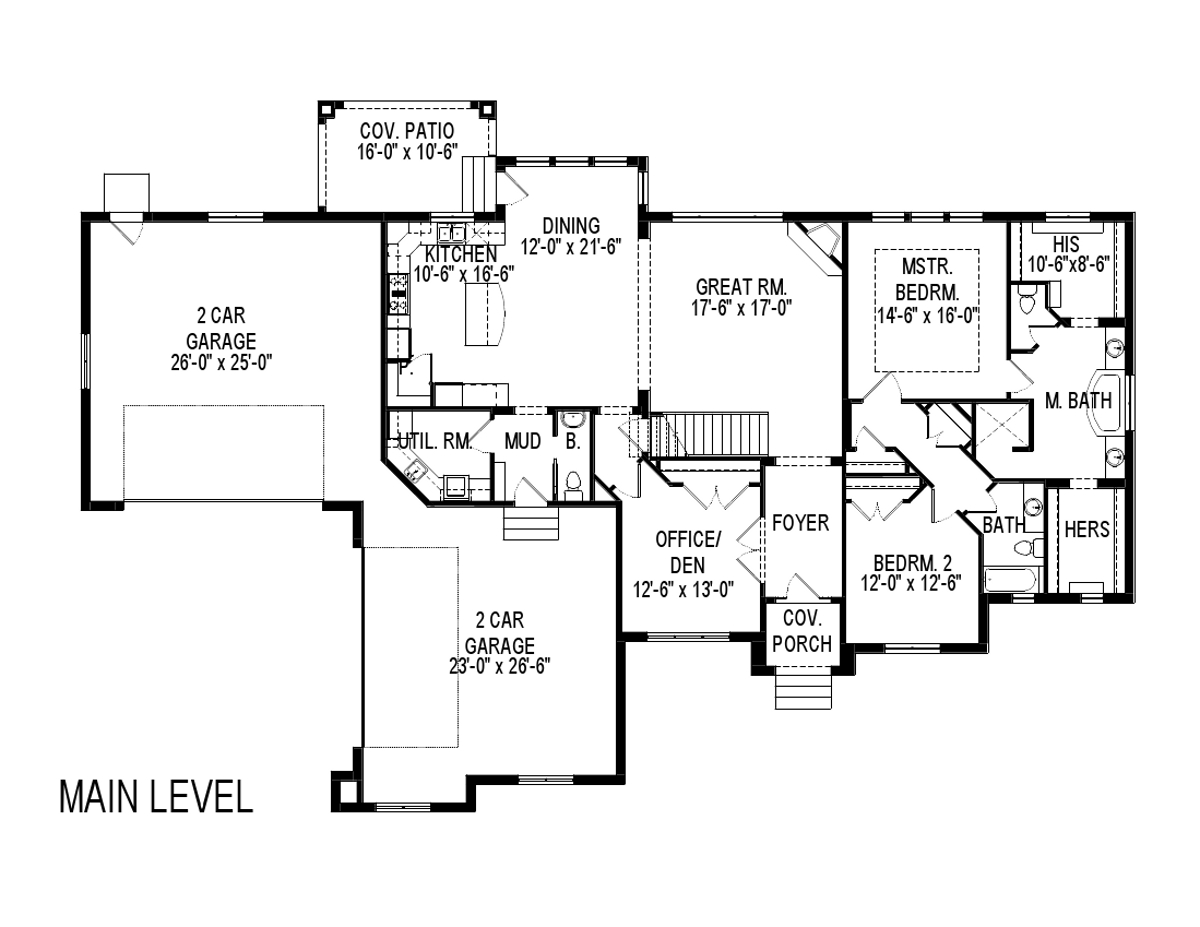 COV. PATIO
16'-0" x 10'-6"
DINING
12'-0" x 21'-6"
KITCHEN
10'-6" x 16'-6"
2 CAR
GARAGE
26'-0" x 25'-0"
GREAT RM.
17'-6" x 17'-0"
MSTR.
BEDRM.
14'-6" x 16'-0"
HIS
10'-6"x8'-6"
P.
M. BATH
UTIL. RM.
MUD
B.
OFFICE/
DEN
12'-6" x 13'-0"
FOYER
BATH
HERS
BEDRM. 2
12'-0" x 12'-6"
COV.
PORCH
2 CAR
GARAGE
23'-0" x 26'-6"
MAIN LEVEL